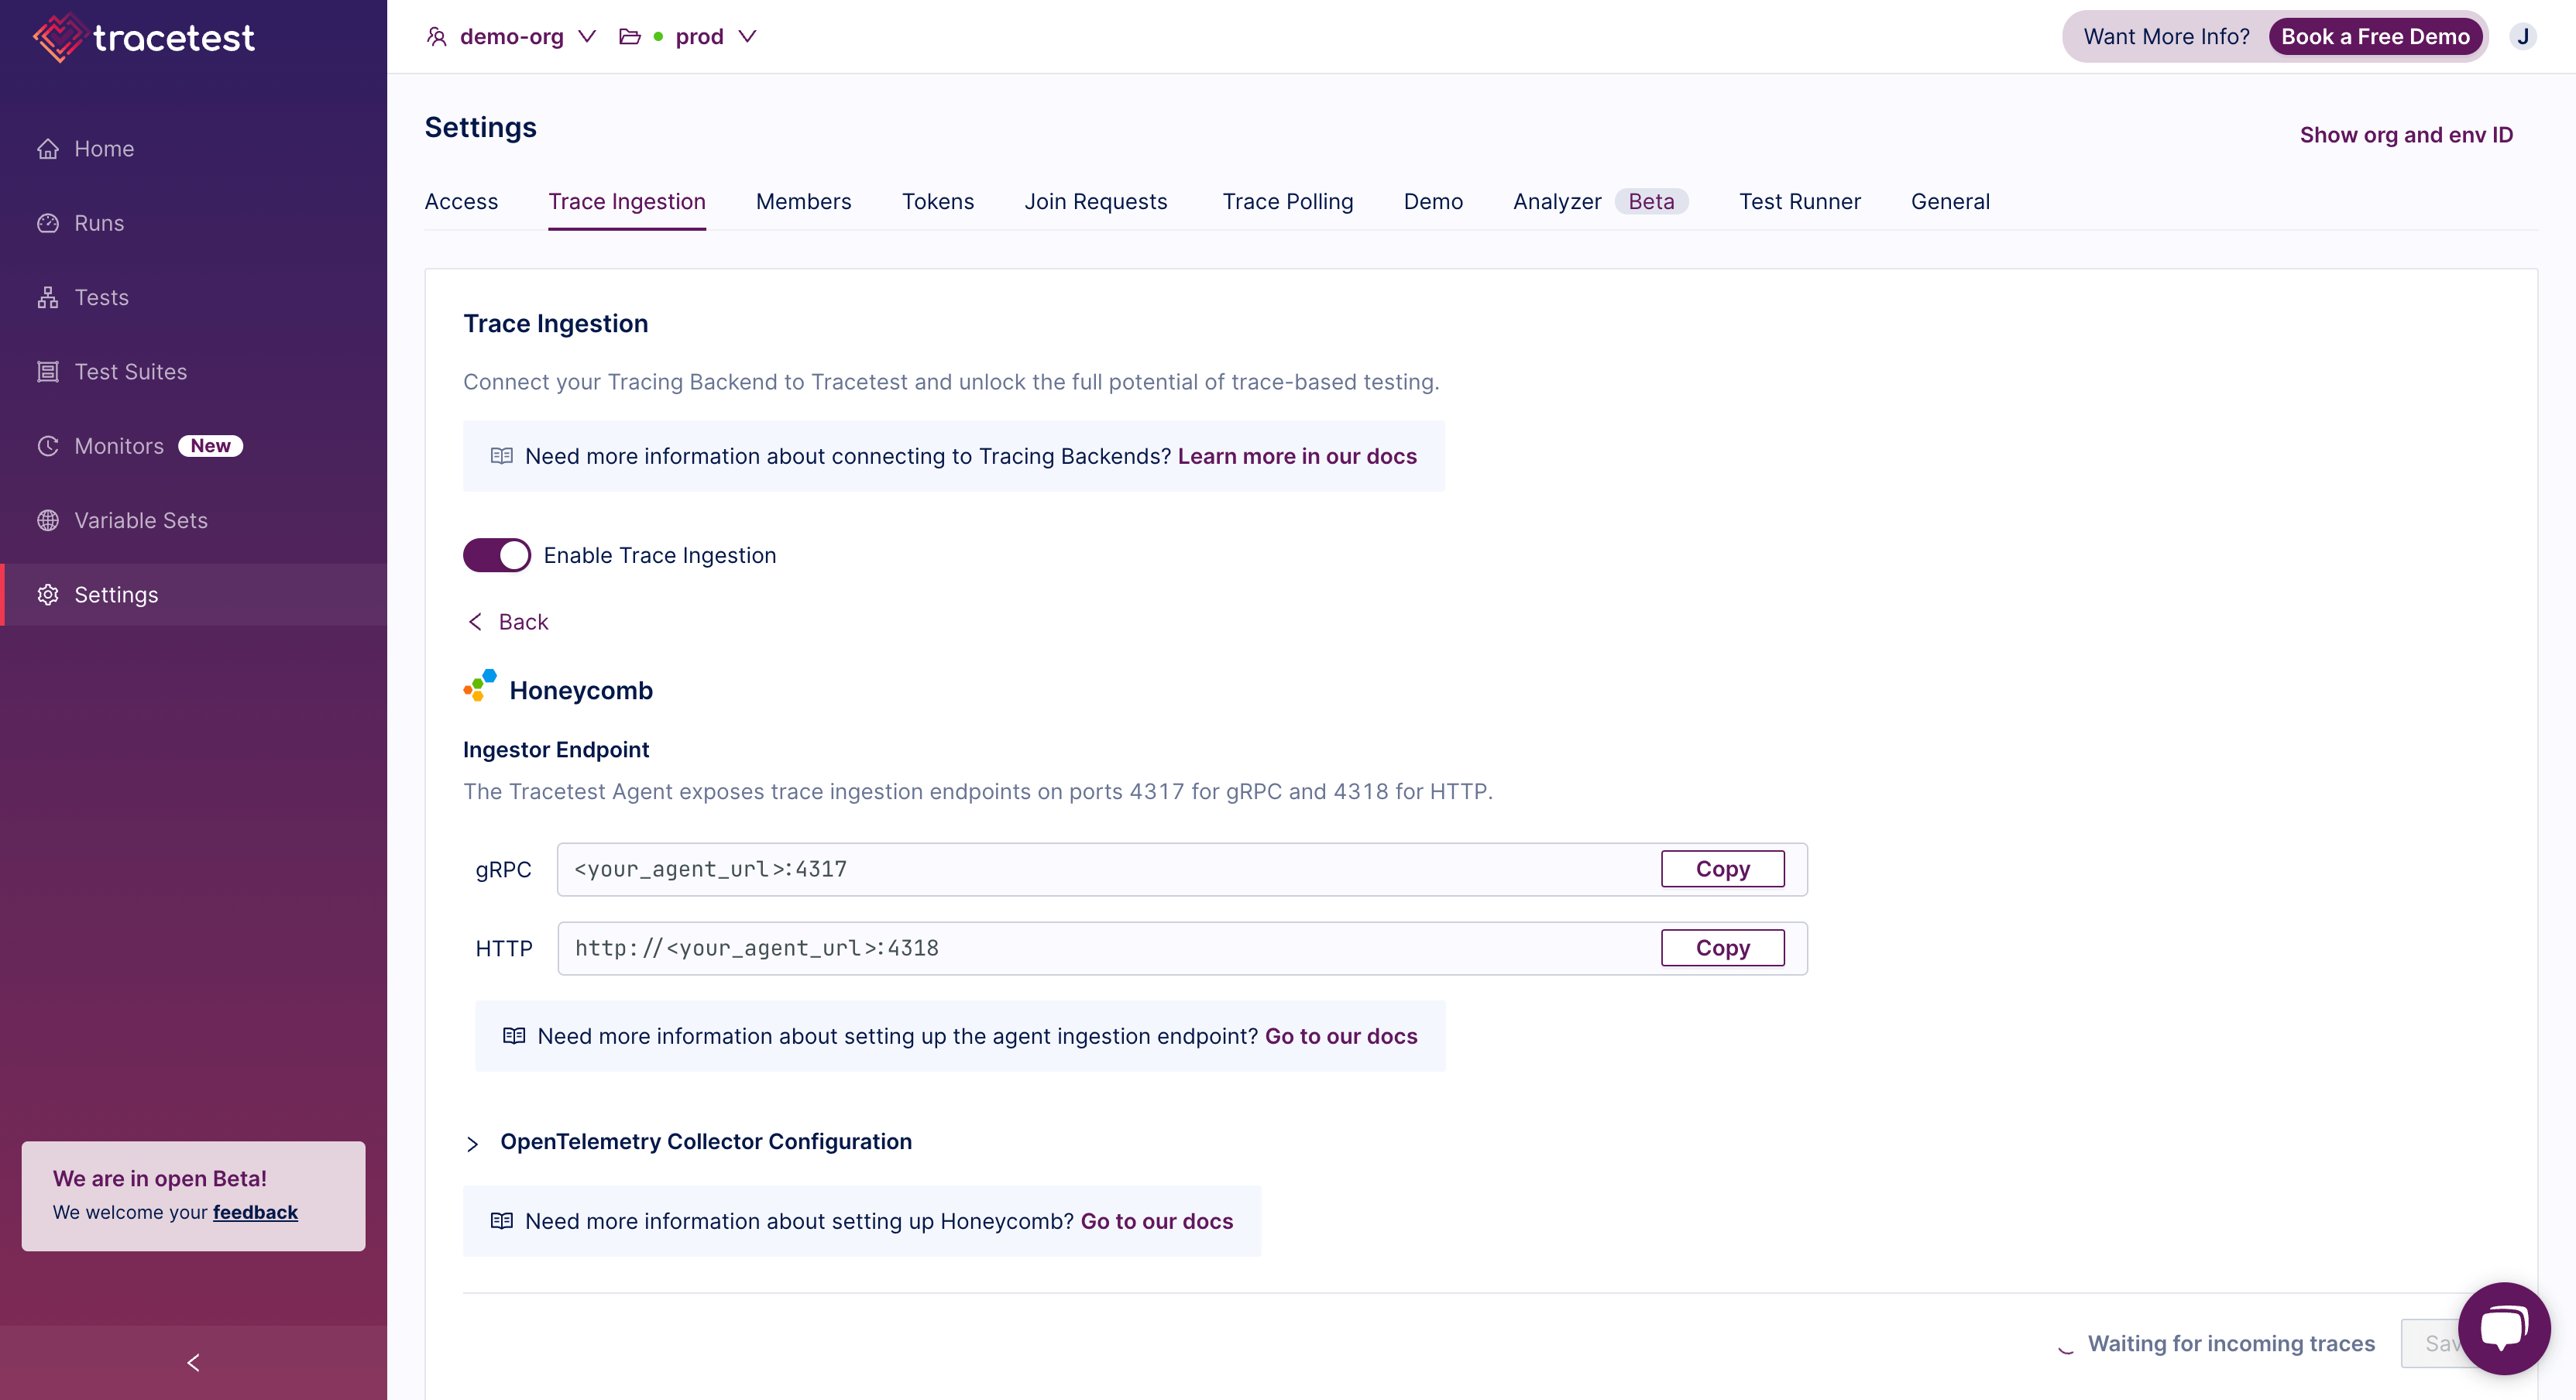 tracetest
demo-org
prod
Want More Info? Book a Free Demo
J
Home
Runs
Tests
Test Suites
Monitors New
Variable Sets
Settings
We are in open Beta!
We welcome your feedback
Settings
Show org and env ID
Access Trace Ingestion Members Tokens Join Requests Trace Polling Demo Analyzer Beta Test Runner General
Trace Ingestion
Connect your Tracing Backend to Tracetest and unlock the full potential of trace-based testing.
Need more information about connecting to Tracing Backends? Learn more in our docs
Enable Trace Ingestion
Back
Honeycomb
Ingestor Endpoint
The Tracetest Agent exposes trace ingestion endpoints on ports 4317 for gRPC and 4318 for HTTP.
gRPC <your_agent_url>:4317 Copy
HTTP http://<your_agent_url>:4318 Copy
Need more information about setting up the agent ingestion endpoint? Go to our docs
OpenTelemetry Collector Configuration
Need more information about setting up Honeycomb? Go to our docs
Waiting for incoming traces